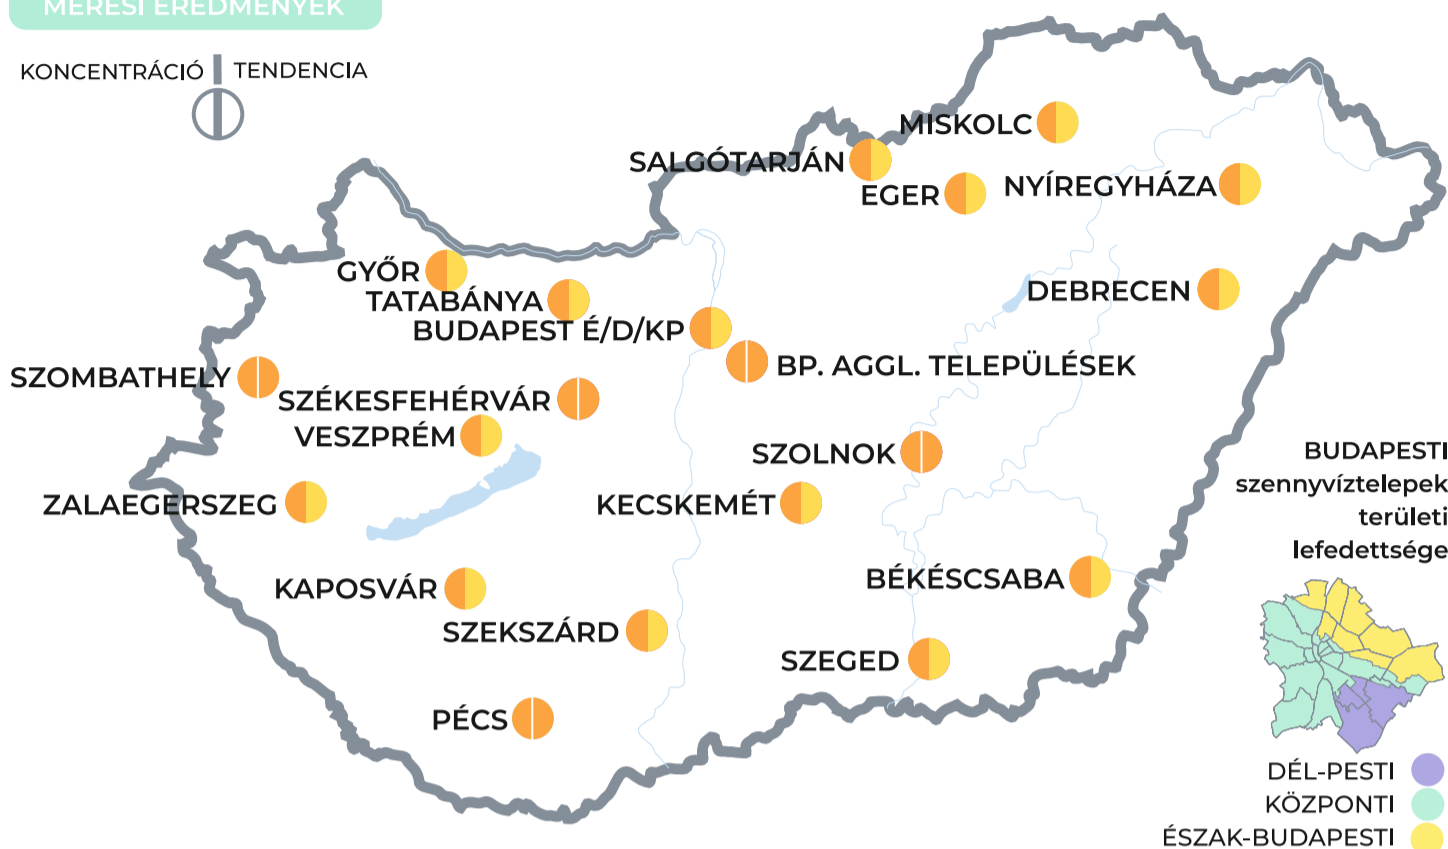 MÉRÉSI EREDMÉNYEK
KONCENTRÁCIÓ TENDENCIA
MISKOLC
SALGÓTARJÁN
EGER
NYÍREGYHÁZA
GYŐR
TATABÁNYA
DEBRECEN
BUDAPEST É/D/KP
BP. AGGL. TELEPÜLÉSEK
SZOMBATHELY
SZÉKESFEHÉRVÁR
VESZPRÉM
SZOLNOK
ZALAEGERSZEG
KECSKEMÉT
BÉKÉSCSABA
KAPOSVÁR
SZEKSZÁRD
SZEGED
PÉCS
BUDAPESTI
szennyvíztelepek
területi
lefedettsége
DÉL-PESTI
KÖZPONTI
ÉSZAK-BUDAPESTI